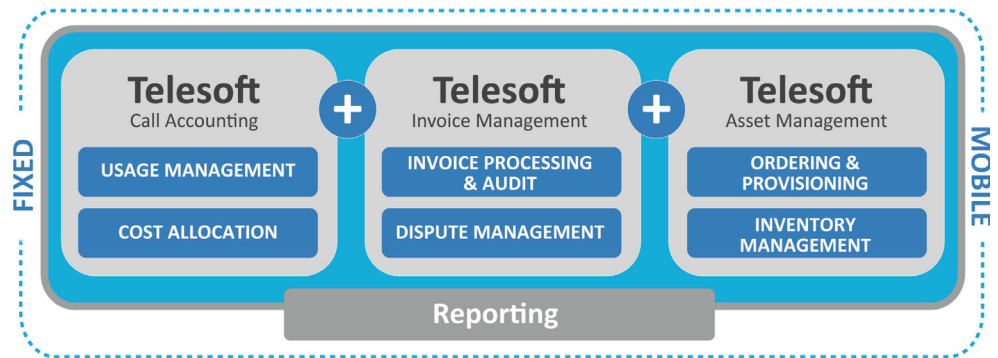 FIXED
Telesoft
Call Accounting
USAGE MANAGEMENT
COST ALLOCATION
+
Telesoft
Invoice Management
INVOICE PROCESSING
& AUDIT
DISPUTE MANAGEMENT
+
Telesoft
Asset Management
ORDERING &
PROVISIONING
INVENTORY
MANAGEMENT
MOBILE
Reporting